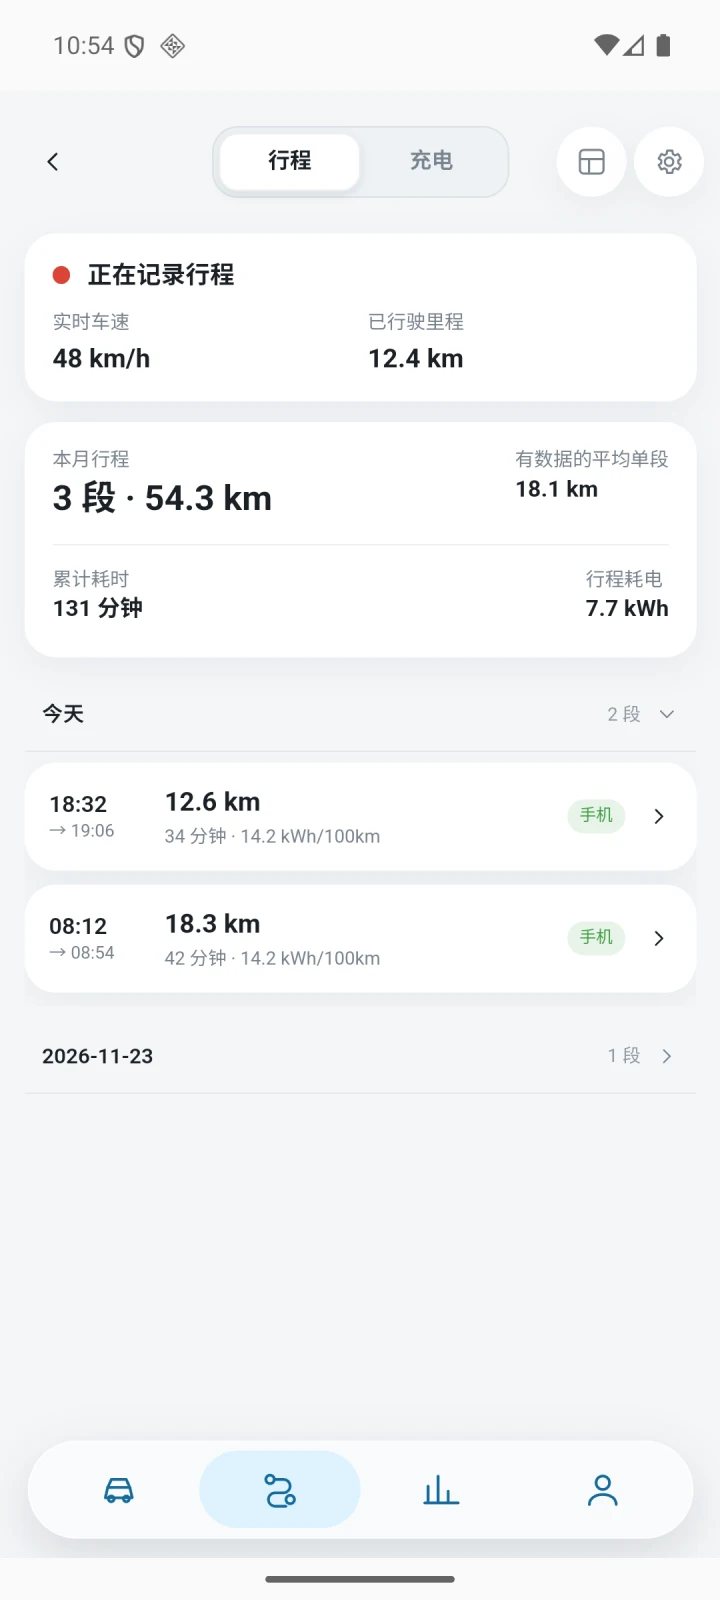 10:54
行程
充电
正在记录行程
实时车速
已行驶里程
48 km/h
12.4 km
本月行程
有数据的平均单段
3 段 · 54.3 km
18.1 km
累计耗时
行程耗电
131 分钟
7.7 kWh
今天
2 段
18:32
→ 19:06
12.6 km
34 分钟 · 14.2 kWh/100km
手机
08:12
→ 08:54
18.3 km
42 分钟 · 14.2 kWh/100km
手机
2026-11-23
1 段